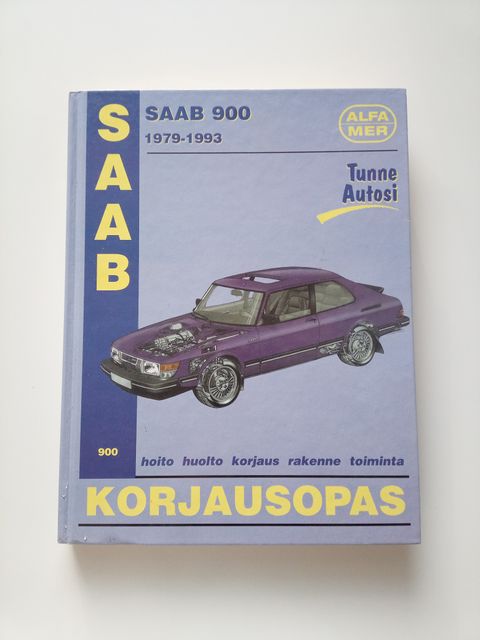 SAAB
SAAB 900
1979-1993
ALFA
MER
Tunne
Autosi
900
hoito huolto korjaus rakenne toiminta
KORJAUSOPAS